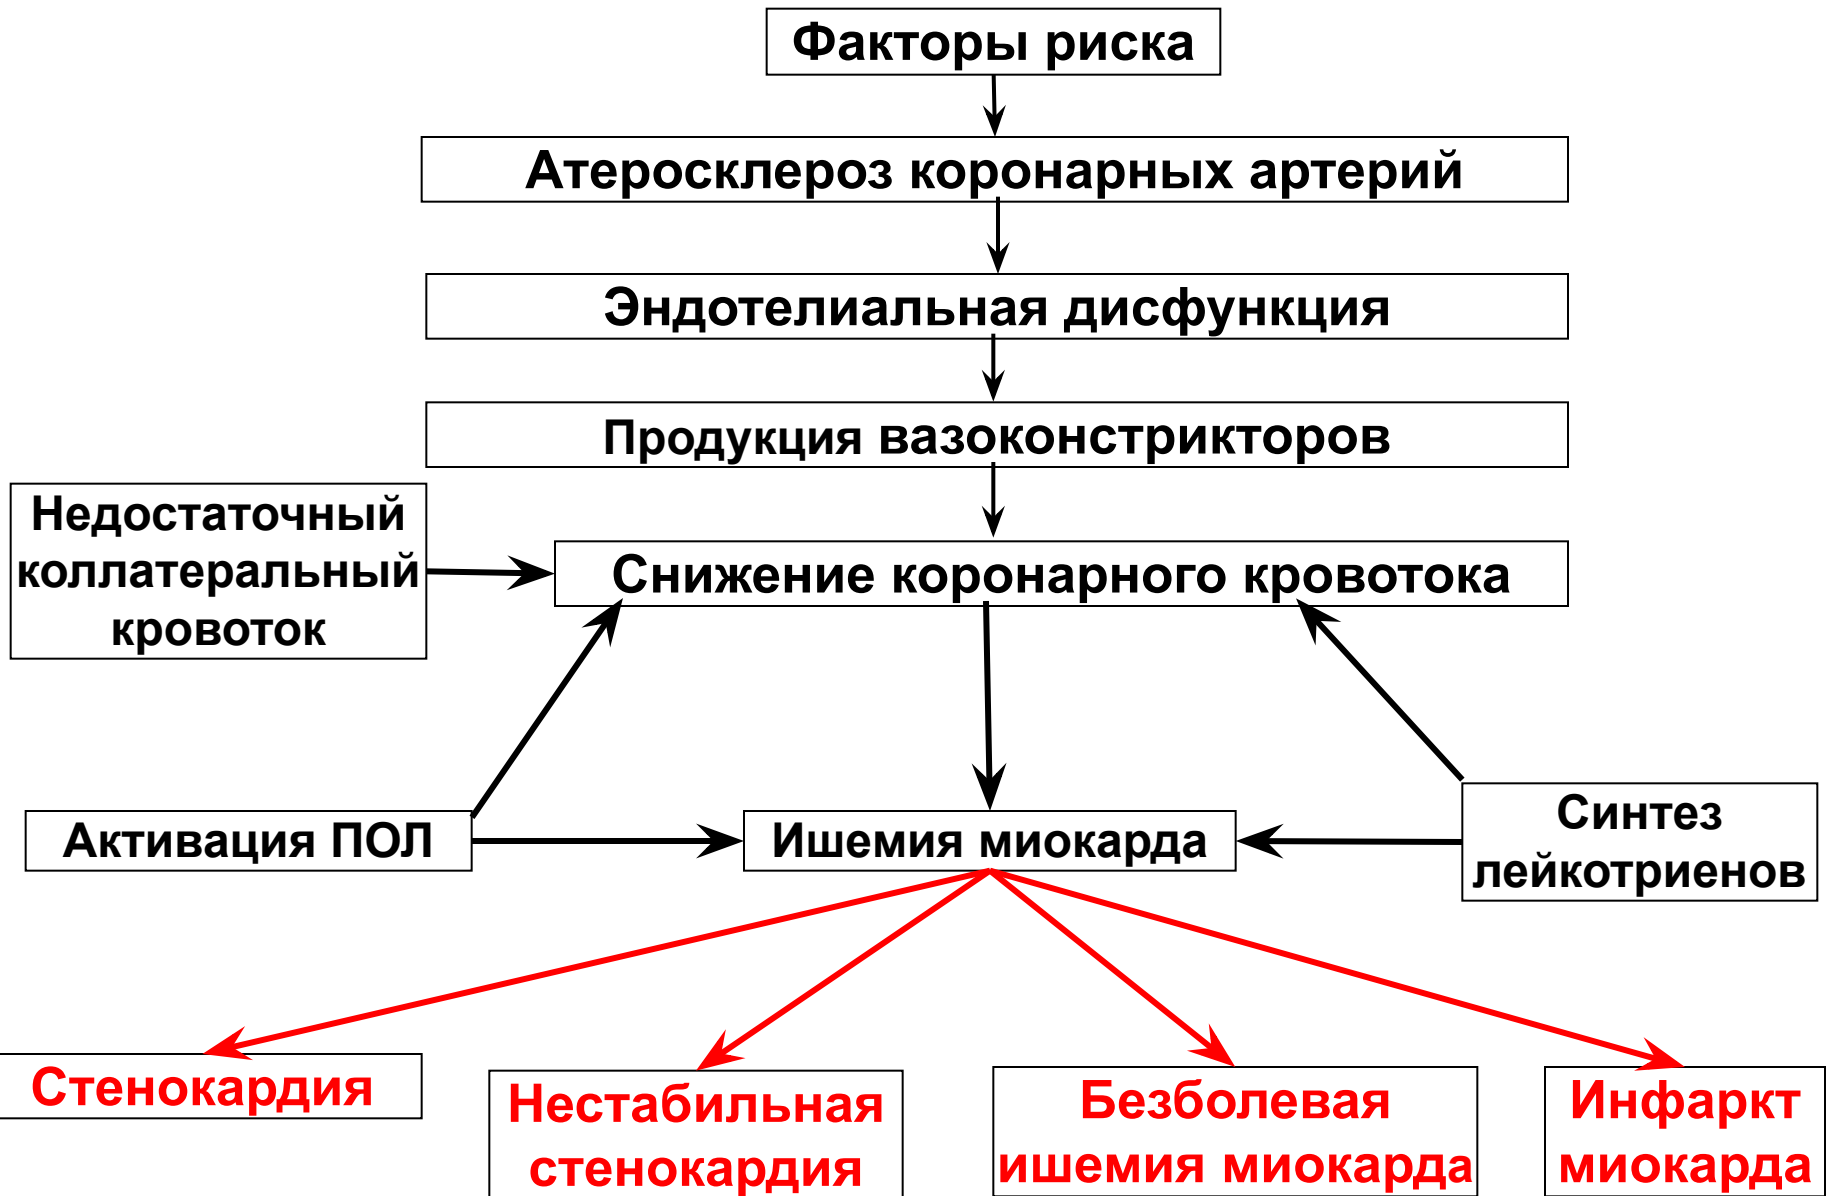 Факторы риска
Атеросклероз коронарных артерий
Эндотелиальная дисфункция
Продукция вазоконстрикторов
Недостаточный
коллатеральный
кровоток
Снижение коронарного кровотока
Активация ПОЛ
Ишемия миокарда
Синтез
лейкотриенов
Стенокардия
Нестабильная
стенокардия
Безболевая
ишемия миокарда
Инфаркт
миокарда